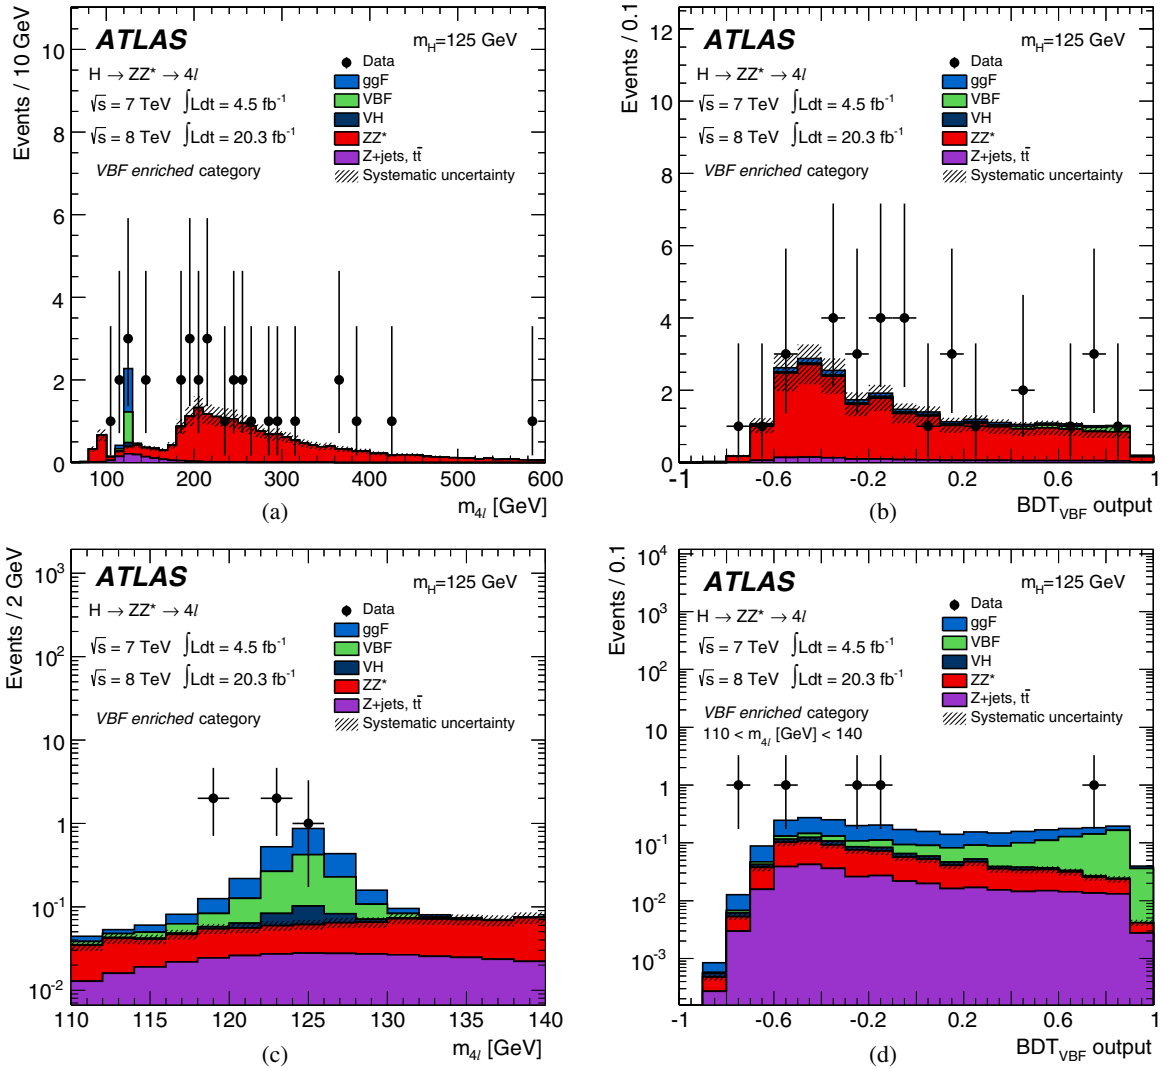 Events / 10 GeV
10
8
6
4
2
0
ATLAS
m_H=125 GeV
H → ZZ* → 4l
√s = 7 TeV ∫Ldt = 4.5 fb⁻¹
√s = 8 TeV ∫Ldt = 20.3 fb⁻¹
VBF enriched category
Data
ggF
VBF
VH
ZZ*
Z+jets, tt̄
Systematic uncertainty
100 200 300 400 500 600
m_4l [GeV]
(a)
Events / 0.1
12
10
8
6
4
2
0
ATLAS
m_H=125 GeV
H → ZZ* → 4l
√s = 7 TeV ∫Ldt = 4.5 fb⁻¹
√s = 8 TeV ∫Ldt = 20.3 fb⁻¹
VBF enriched category
Data
ggF
VBF
VH
ZZ*
Z+jets, tt̄
Systematic uncertainty
-1 -0.6 -0.2 0.2 0.6 1
BDT_VBF output
(b)
Events / 2 GeV
10³
10²
10
1
10⁻¹
10⁻²
ATLAS
m_H=125 GeV
H → ZZ* → 4l
√s = 7 TeV ∫Ldt = 4.5 fb⁻¹
√s = 8 TeV ∫Ldt = 20.3 fb⁻¹
VBF enriched category
Data
ggF
VBF
VH
ZZ*
Z+jets, tt̄
Systematic uncertainty
110 115 120 125 130 135 140
m_4l [GeV]
(c)
Events / 0.1
10⁴
10³
10²
10
1
10⁻¹
10⁻²
10⁻³
ATLAS
m_H=125 GeV
H → ZZ* → 4l
√s = 7 TeV ∫Ldt = 4.5 fb⁻¹
√s = 8 TeV ∫Ldt = 20.3 fb⁻¹
VBF enriched category
110 < m_4l [GeV] < 140
Data
ggF
VBF
VH
ZZ*
Z+jets, tt̄
Systematic uncertainty
-1 -0.6 -0.2 0.2 0.6 1
BDT_VBF output
(d)